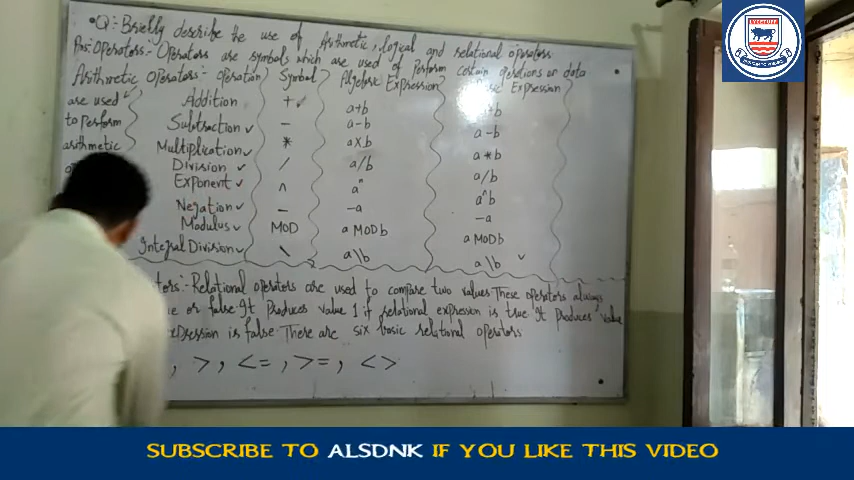 Q:- Briefly describe the use of Arithmetic, logical and relational operators.
Ans: Operators:- Operators are symbols which are used of Perform certain operations on data
Arithmetic operators:- operation Symbol Algebraic Expression Basic Expression
are used Addition + a+b a+b
to perform Subtraction - a-b a-b
arithmetic Multiplication * a×b a*b
Division / a/b a/b
Exponent ^ aⁿ a^b
Negation - -a -a
Modulus MOD a MOD b a MOD b
Integral Division \ a\\b a\\b
Relational operators are used to compare two values These operators always
or false It Produces value 1 if relational expression is true It produces value
expression is false There are six basic relational operators
, >, <=, >=, <>
SUBSCRIBE TO ALSDNK IF YOU LIKE THIS VIDEO